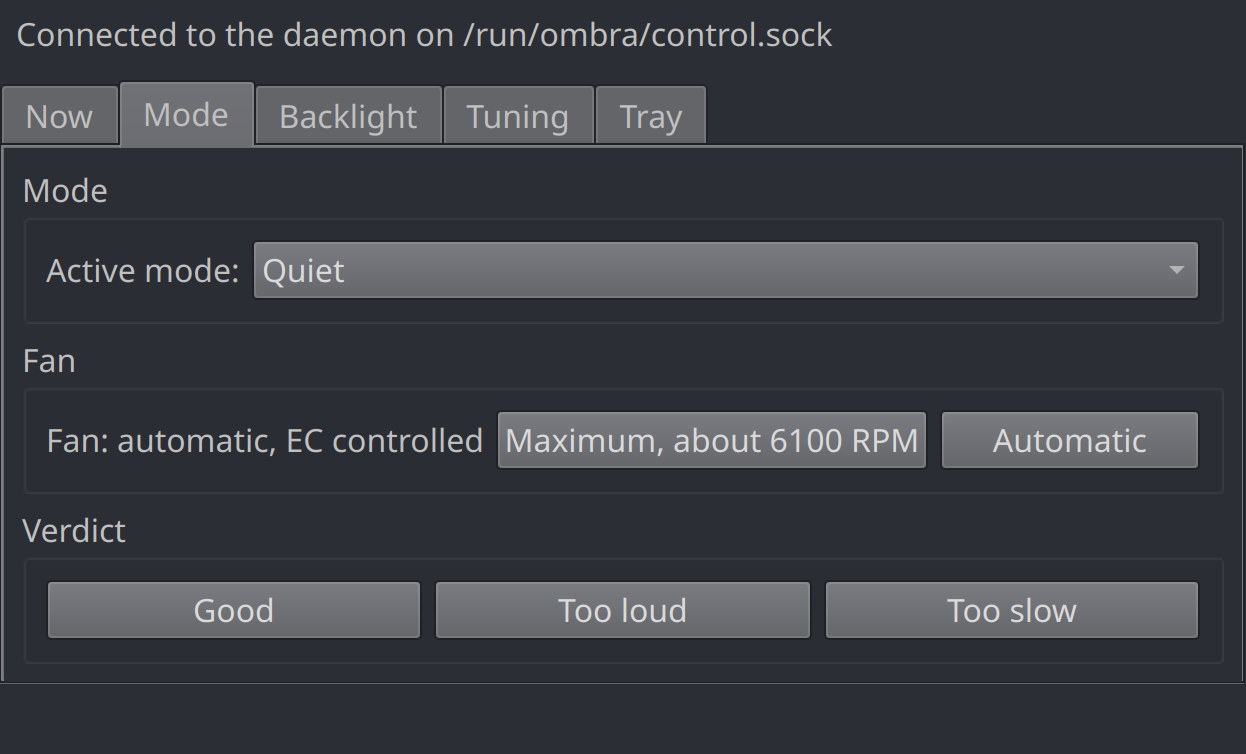 Connected to the daemon on /run/ombra/control.sock
Now Mode Backlight Tuning Tray
Mode
Active mode: Quiet
Fan
Fan: automatic, EC controlled Maximum, about 6100 RPM Automatic
Verdict
Good Too loud Too slow